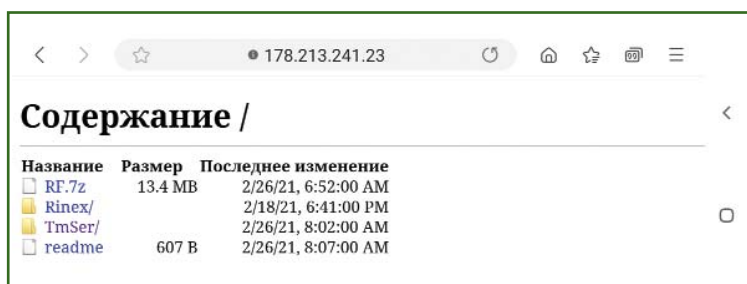 178.213.241.23
99
Содержание /
Название Размер Последнее изменение
RF.7z 13.4 MB 2/26/21, 6:52:00 AM
Rinex/ 2/18/21, 6:41:00 PM
TmSer/ 2/26/21, 8:02:00 AM
readme 607 B 2/26/21, 8:07:00 AM